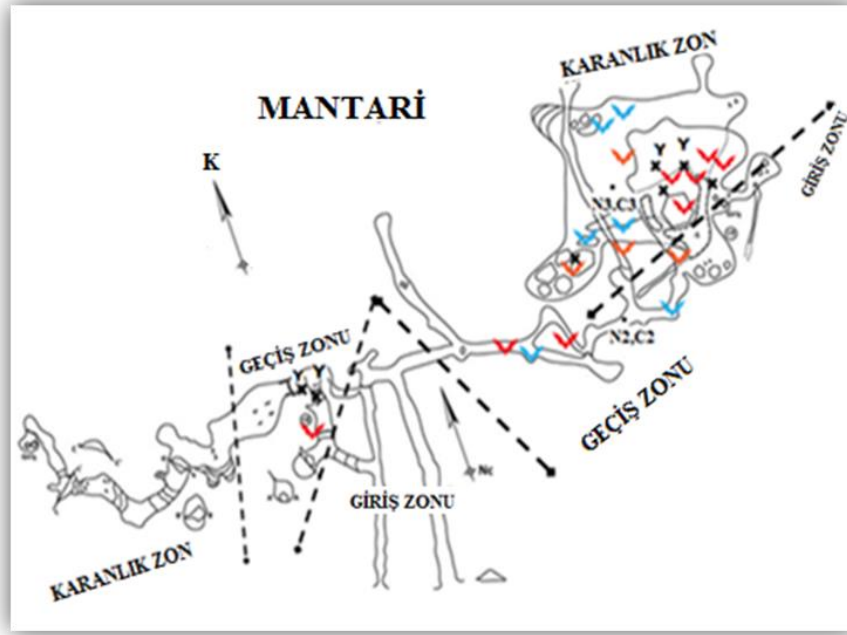 KARANLIK ZON
MANTARİ
GİRİŞ ZONU
K
Y Y
N3,C3
N2,C2
GEÇİŞ ZONU
Y Y
GEÇİŞ ZONU
Nc
GİRİŞ ZONU
KARANLIK ZON